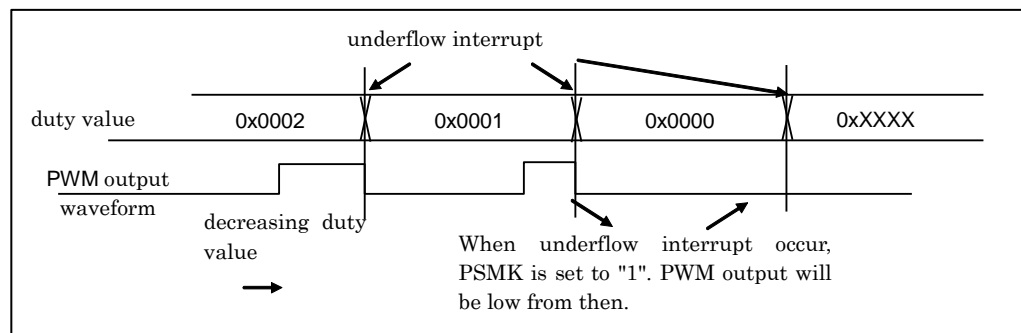 underflow interrupt
duty value 0x0002 0x0001 0x0000 0xXXXX
PWM output
waveform
decreasing duty
value
When underflow interrupt occur,
PSMK is set to "1". PWM output will
be low from then.